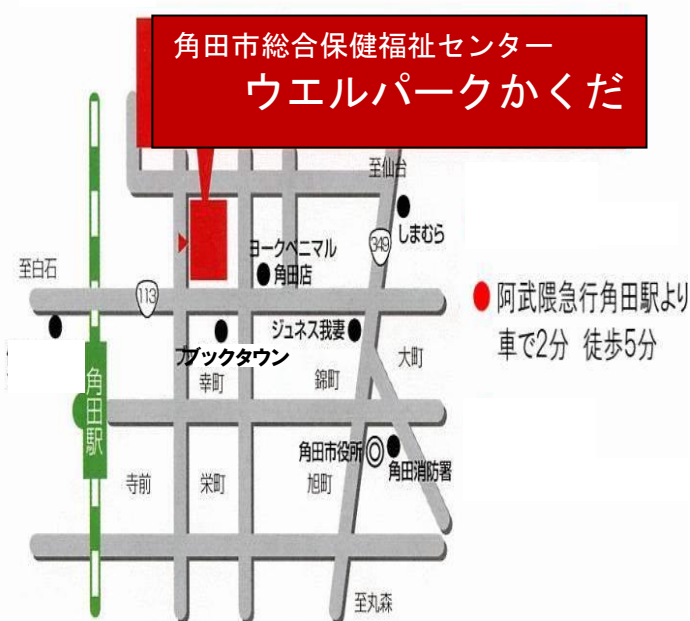 角田市総合保健福祉センター
ウエルパークかくだ
至仙台
しまむら
349
ヨークベニマル
角田店
至白石
113
● 阿武隈急行角田駅より
車で2分 徒歩5分
ブックタウン
ジュネス我妻
大町
幸町
錦町
角田駅
角田市役所
角田消防署
寺前
栄町
旭町
至丸森